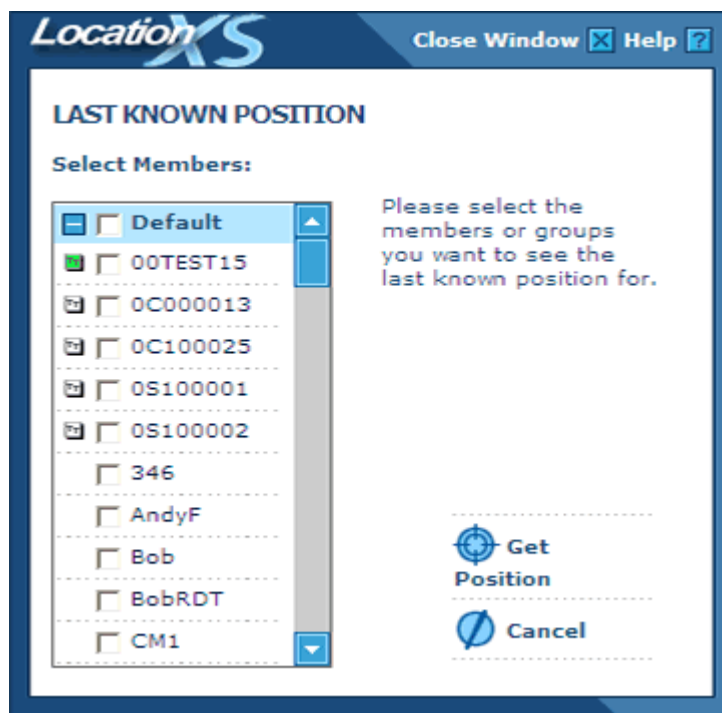 LocationXS
Close Window Help ?
LAST KNOWN POSITION
Select Members:
Default
00TEST15
0C000013
0C100025
0S100001
0S100002
346
AndyF
Bob
BobRDT
CM1
Please select the
members or groups
you want to see the
last known position for.
Get
Position
Cancel